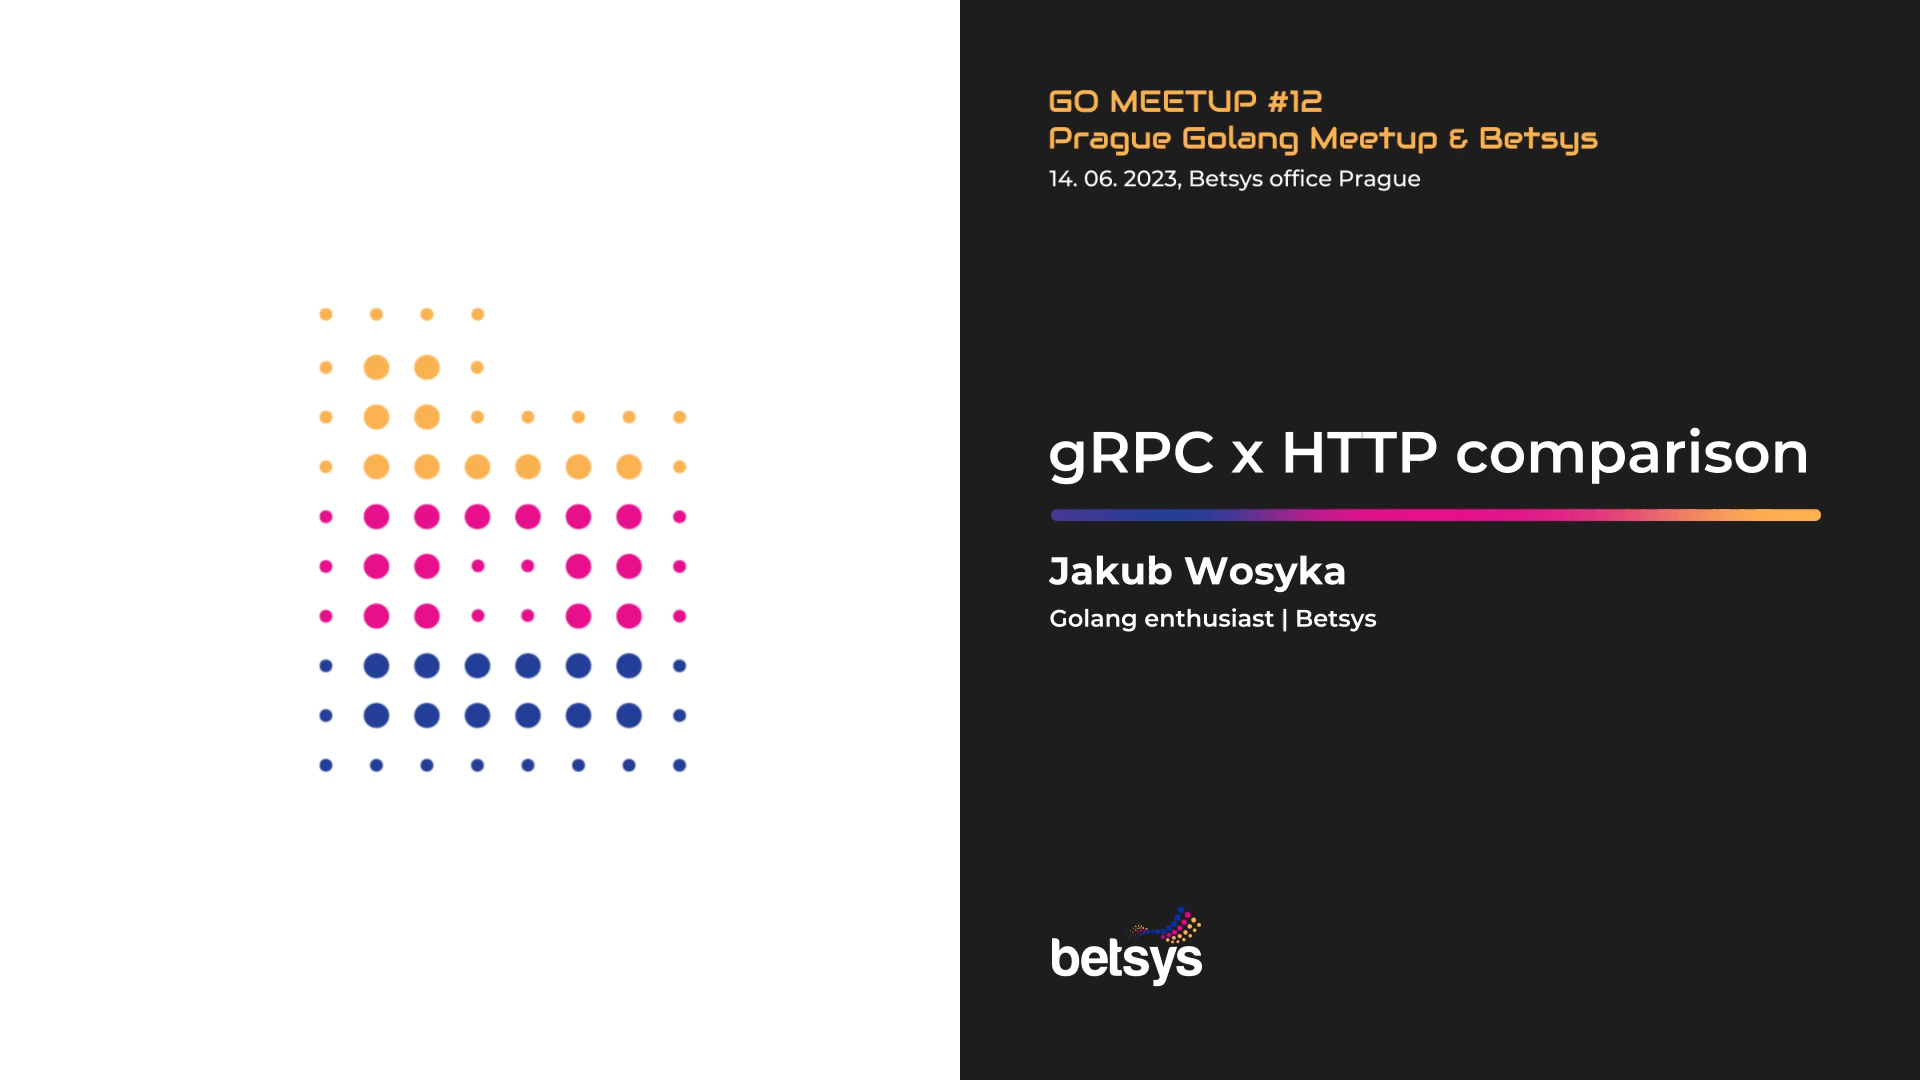 GO MEETUP #12
Prague Golang Meetup & Betsys
14. 06. 2023, Betsys office Prague
gRPC x HTTP comparison
Jakub Wosyka
Golang enthusiast | Betsys
betsys